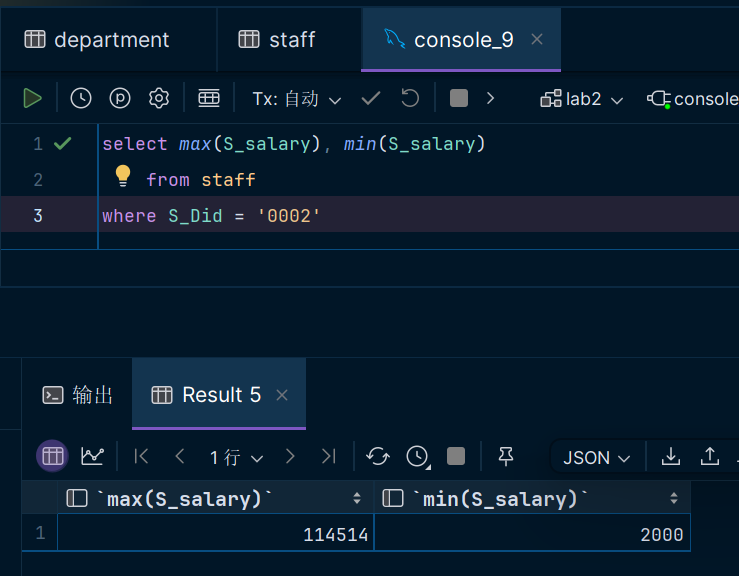 department staff console_9
Tx: 自动 lab2 console
1 select max(S_salary), min(S_salary)
2 from staff
3 where S_Did = '0002'
输出 Result 5
1 行 JSON
`max(S_salary)` `min(S_salary)`
1 114514 2000